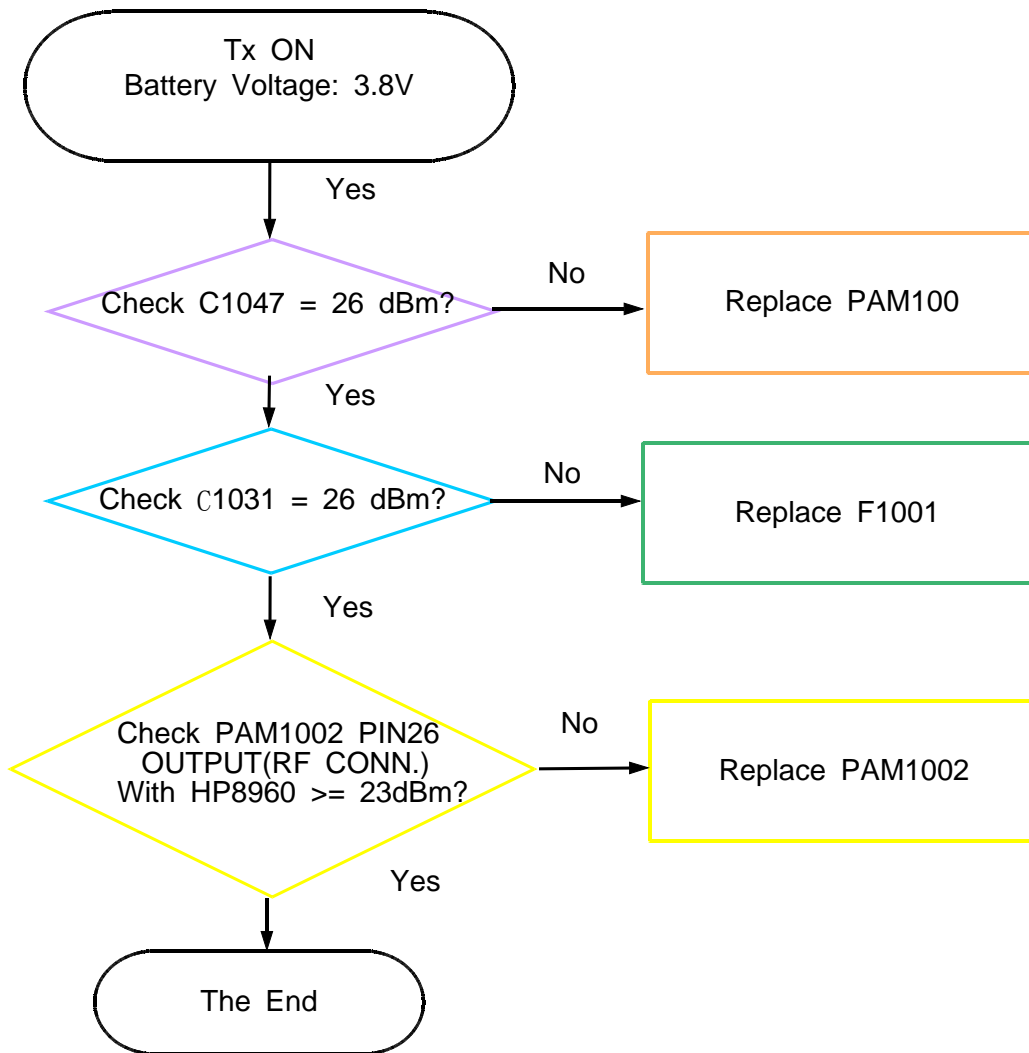 Tx ON
Battery Voltage: 3.8V
Yes
Check C1047 = 26 dBm?
No
Replace PAM100
Yes
Check C1031 = 26 dBm?
No
Replace F1001
Yes
Check PAM1002 PIN26
OUTPUT(RF CONN.)
With HP8960 >= 23dBm?
No
Replace PAM1002
Yes
The End